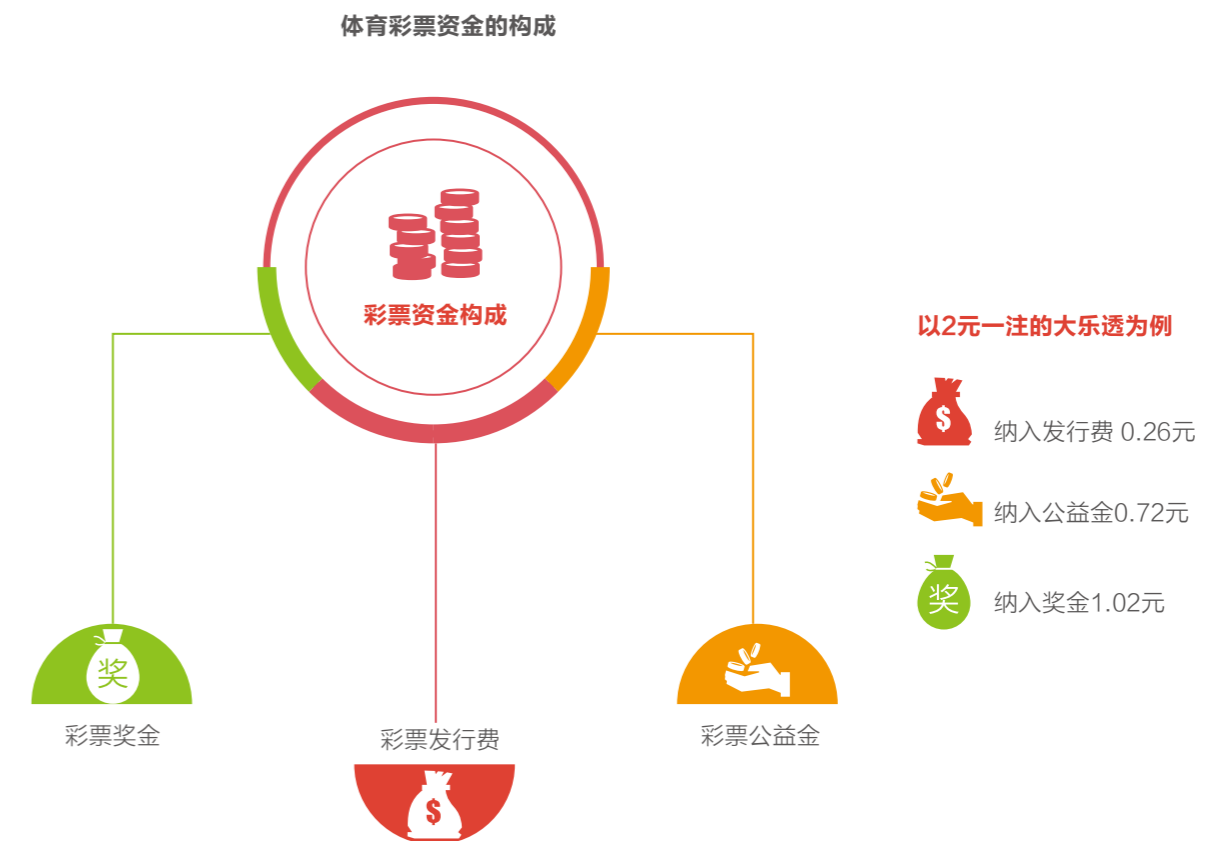 体育彩票资金的构成
彩票资金构成
以2元一注的大乐透为例
$
纳入发行费 0.26元
纳入公益金0.72元
奖
纳入奖金1.02元
奖
彩票奖金
彩票发行费
$
彩票公益金